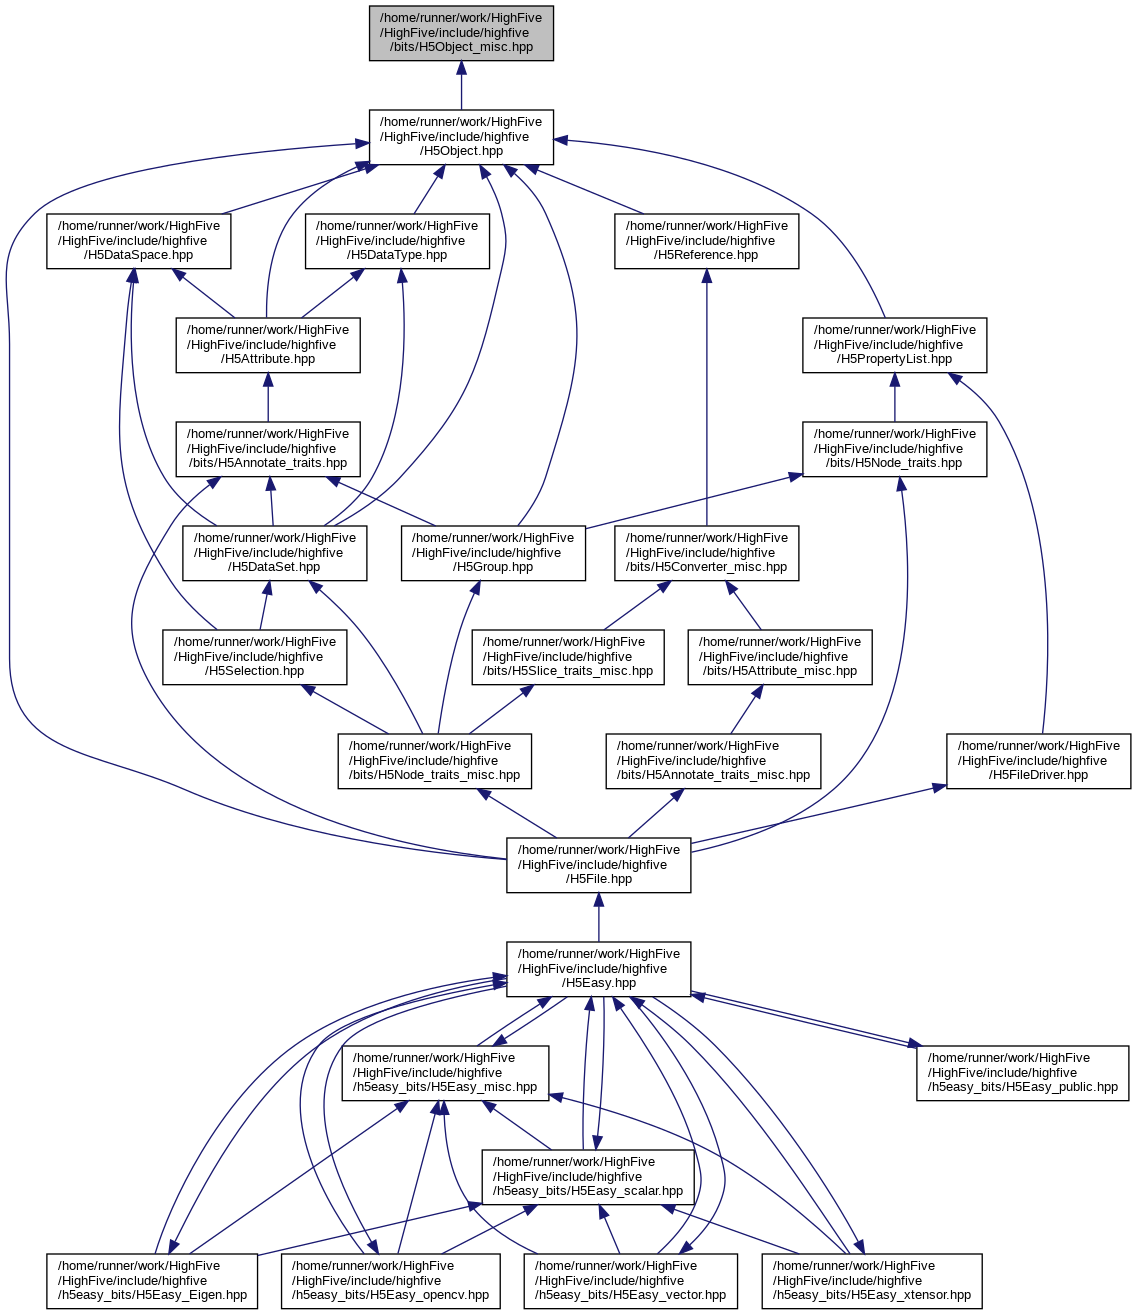 /home/runner/work/HighFive
/HighFive/include/highfive
/bits/H5Object_misc.hpp
/home/runner/work/HighFive
/HighFive/include/highfive
/H5Object.hpp
/home/runner/work/HighFive
/HighFive/include/highfive
/H5DataSpace.hpp
/home/runner/work/HighFive
/HighFive/include/highfive
/H5DataType.hpp
/home/runner/work/HighFive
/HighFive/include/highfive
/H5Reference.hpp
/home/runner/work/HighFive
/HighFive/include/highfive
/H5Attribute.hpp
/home/runner/work/HighFive
/HighFive/include/highfive
/H5PropertyList.hpp
/home/runner/work/HighFive
/HighFive/include/highfive
/bits/H5Annotate_traits.hpp
/home/runner/work/HighFive
/HighFive/include/highfive
/bits/H5Node_traits.hpp
/home/runner/work/HighFive
/HighFive/include/highfive
/H5DataSet.hpp
/home/runner/work/HighFive
/HighFive/include/highfive
/H5Group.hpp
/home/runner/work/HighFive
/HighFive/include/highfive
/bits/H5Converter_misc.hpp
/home/runner/work/HighFive
/HighFive/include/highfive
/H5Selection.hpp
/home/runner/work/HighFive
/HighFive/include/highfive
/bits/H5Slice_traits_misc.hpp
/home/runner/work/HighFive
/HighFive/include/highfive
/bits/H5Attribute_misc.hpp
/home/runner/work/HighFive
/HighFive/include/highfive
/bits/H5Node_traits_misc.hpp
/home/runner/work/HighFive
/HighFive/include/highfive
/bits/H5Annotate_traits_misc.hpp
/home/runner/work/HighFive
/HighFive/include/highfive
/H5FileDriver.hpp
/home/runner/work/HighFive
/HighFive/include/highfive
/H5File.hpp
/home/runner/work/HighFive
/HighFive/include/highfive
/H5Easy.hpp
/home/runner/work/HighFive
/HighFive/include/highfive
/h5easy_bits/H5Easy_misc.hpp
/home/runner/work/HighFive
/HighFive/include/highfive
/h5easy_bits/H5Easy_public.hpp
/home/runner/work/HighFive
/HighFive/include/highfive
/h5easy_bits/H5Easy_scalar.hpp
/home/runner/work/HighFive
/HighFive/include/highfive
/h5easy_bits/H5Easy_Eigen.hpp
/home/runner/work/HighFive
/HighFive/include/highfive
/h5easy_bits/H5Easy_opencv.hpp
/home/runner/work/HighFive
/HighFive/include/highfive
/h5easy_bits/H5Easy_vector.hpp
/home/runner/work/HighFive
/HighFive/include/highfive
/h5easy_bits/H5Easy_xtensor.hpp